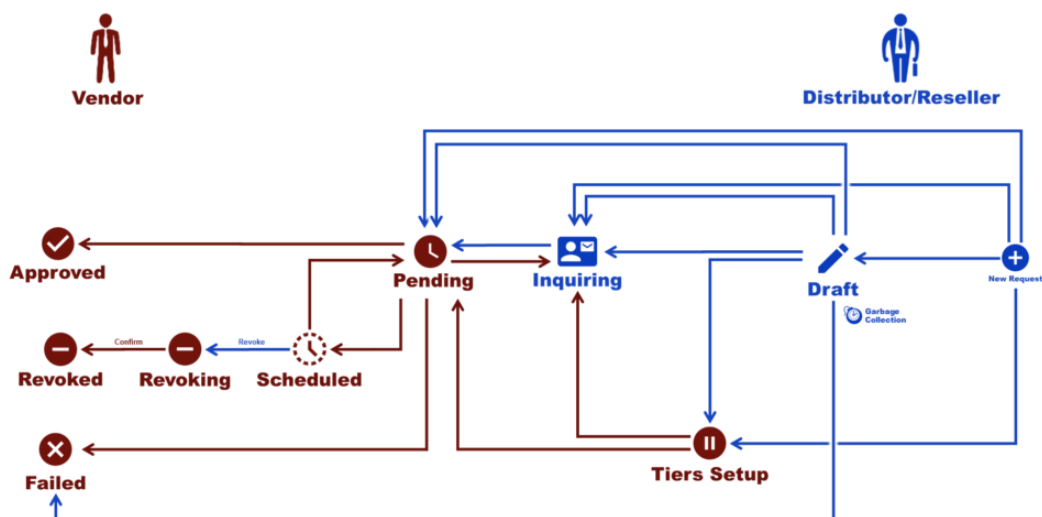 Vendor
Distributor/Reseller
Approved
Pending
Inquiring
Draft
New Request
Garbage
Collection
Confirm
Revoke
Revoked
Revoking
Scheduled
Failed
Tiers Setup